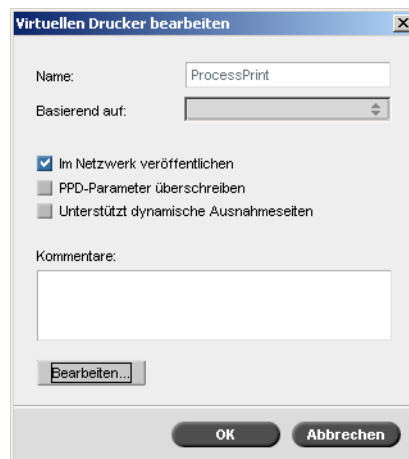 Virtuellen Drucker bearbeiten
Name: ProcessPrint
Basierend auf:
Im Netzwerk veröffentlichen
PPD-Parameter überschreiben
Unterstützt dynamische Ausnahmeseiten
Kommentare:
Bearbeiten...
OK Abbrechen